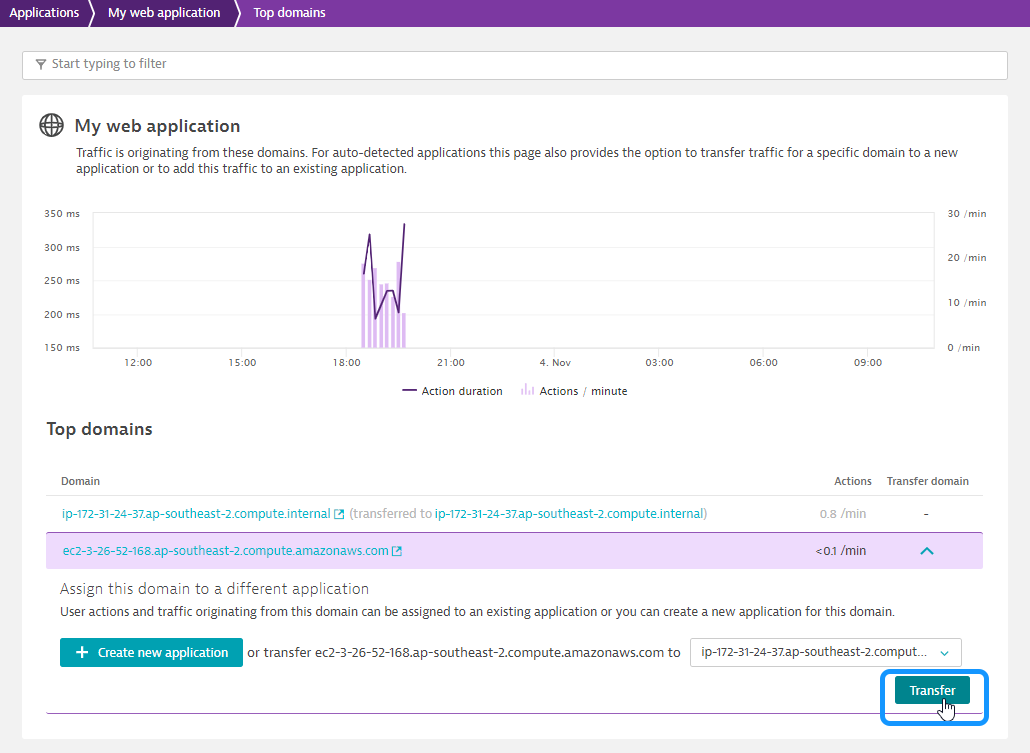 Applications
My web application
Top domains
Start typing to filter
My web application
Traffic is originating from these domains. For auto-detected applications this page also provides the option to transfer traffic for a specific domain to a new
application or to add this traffic to an existing application.
350 ms
300 ms
250 ms
200 ms
150 ms
30 /min
20 /min
10 /min
0 /min
12:00
15:00
18:00
21:00
4. Nov
03:00
06:00
09:00
Action duration
Actions / minute
Top domains
Domain
Actions
Transfer domain
ip-172-31-24-37.ap-southeast-2.compute.internal (transferred to ip-172-31-24-37.ap-southeast-2.compute.internal)
0.8 /min
-
ec2-3-26-52-168.ap-southeast-2.compute.amazonaws.com
<0.1 /min
Assign this domain to a different application
User actions and traffic originating from this domain can be assigned to an existing application or you can create a new application for this domain.
+ Create new application or transfer ec2-3-26-52-168.ap-southeast-2.compute.amazonaws.com to ip-172-31-24-37.ap-southeast-2.comput...
Transfer